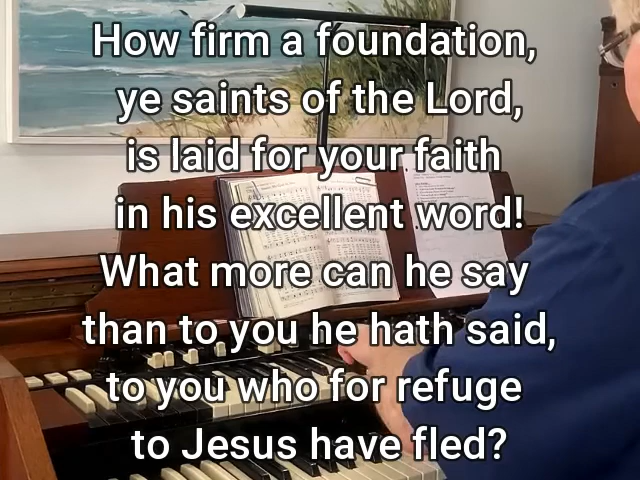 How firm a foundation,
ye saints of the Lord,
is laid for your faith
in his excellent word!
What more can he say
than to you he hath said,
to you who for refuge
to Jesus have fled?